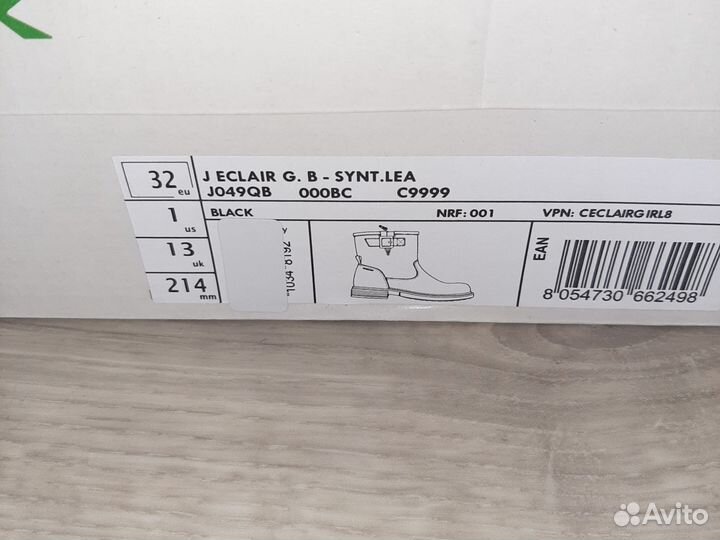 32 eu
J ECLAIR G. B - SYNT.LEA
J049QB 000BC C9999
1 us
BLACK NRF: 001 VPN: CECLAIRGIRL8
13 uk
214 mm
EAN
8 054730 662498
Avito